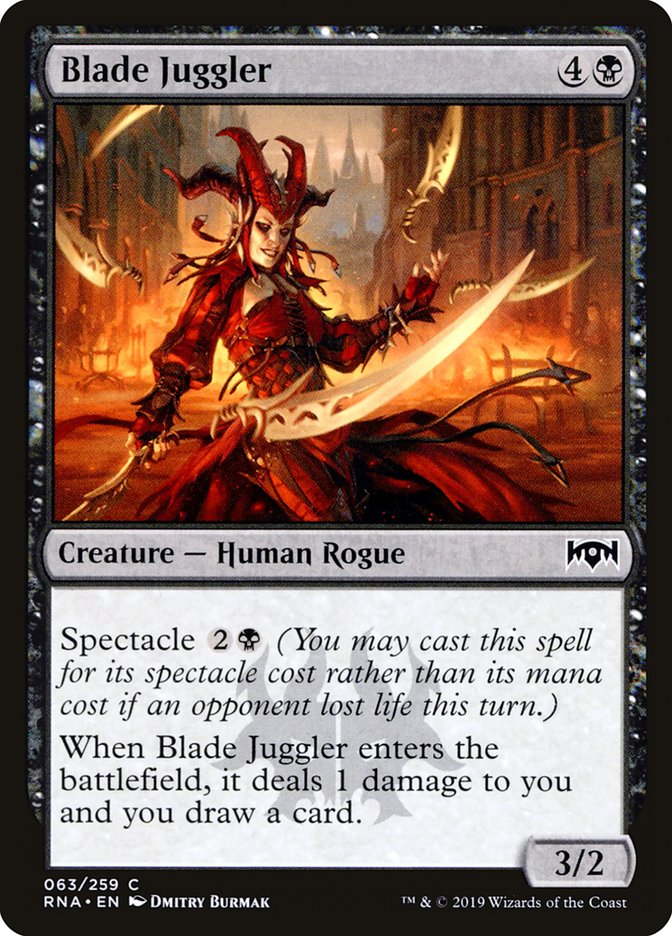 Blade Juggler 4
Creature — Human Rogue
Spectacle 2 (You may cast this spell
for its spectacle cost rather than its mana
cost if an opponent lost life this turn.)
When Blade Juggler enters the
battlefield, it deals 1 damage to you
and you draw a card.
3/2
063/259 C
RNA • EN Dmitry Burmak
™ & © 2019 Wizards of the Coast